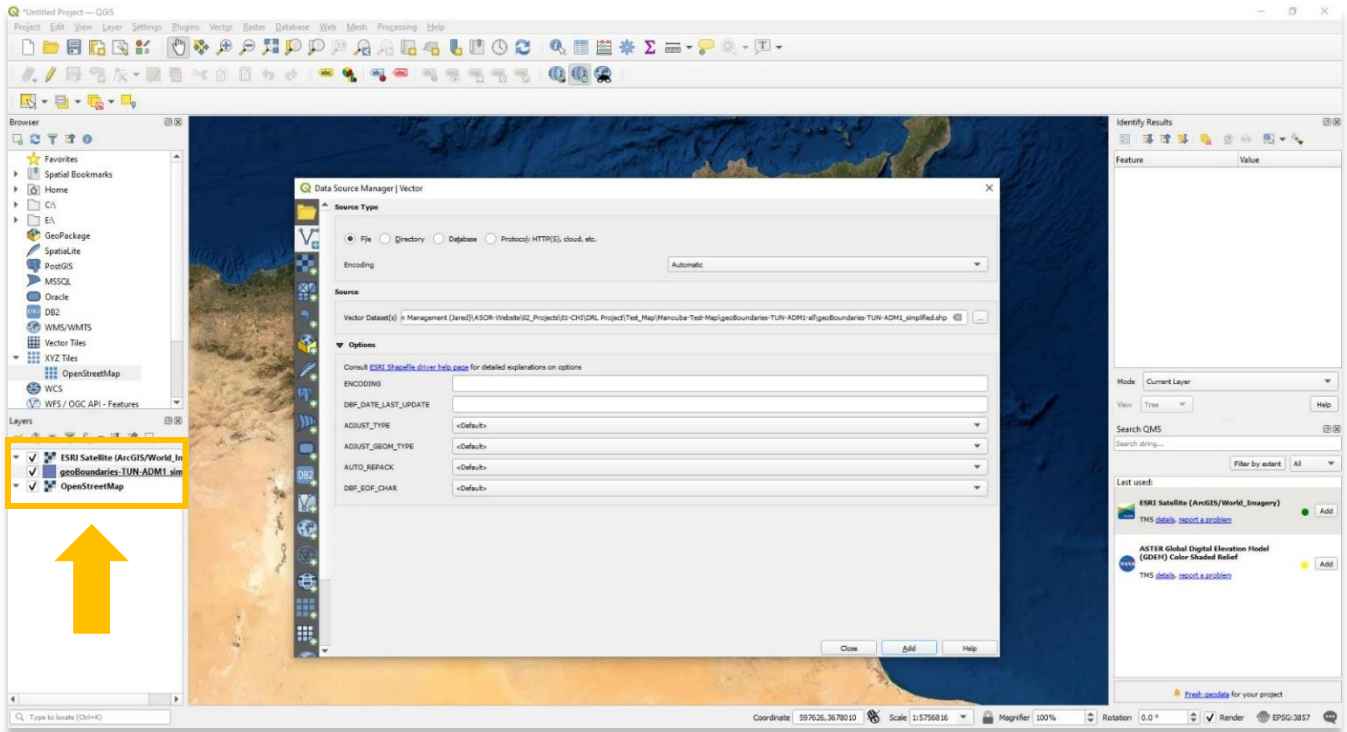 *Untitled Project — QGIS
Project Edit View Layer Settings Plugins Vector Raster Database Web Mesh Processing Help
Browser
Favorites
Spatial Bookmarks
Home
C:\
E:\
GeoPackage
SpatiaLite
PostGIS
MSSQL
Oracle
DB2
WMS/WMTS
Vector Tiles
XYZ Tiles
OpenStreetMap
WCS
WFS / OGC API - Features
Layers
ESRI Satellite (ArcGIS/World_In
geoBoundaries-TUN-ADM1_sim
OpenStreetMap
Data Source Manager | Vector
Source Type
File Directory Database Protocol: HTTP(S), cloud, etc.
Encoding Automatic
Source
Vector Dataset(s) n Management (Jared)\ASOR-Website\02_Projects\01-CHI\DRL Project\Test_Map\Manouba-Test-Map\geoBoundaries-TUN-ADM1-all\geoBoundaries-TUN-ADM1_simplified.shp ...
Options
Consult ESRI Shapefile driver help page for detailed explanations on options
ENCODING
DBF_DATE_LAST_UPDATE
ADJUST_TYPE <Default>
ADJUST_GEOM_TYPE <Default>
AUTO_REPACK <Default>
DBF_EOF_CHAR <Default>
Close Add Help
Identify Results
Feature Value
Mode Current Layer
View Tree Help
Search QMS
Search string...
Filter by extent All
Last used:
ESRI Satellite (ArcGIS/World_Imagery)
TMS details, report a problem
Add
ASTER Global Digital Elevation Model
(GDEM) Color Shaded Relief
TMS details, report a problem
Add
Fresh geodata for your project
Type to locate (Ctrl+K) Coordinate 597626,3678010 Scale 1:5756816 Magnifier 100% Rotation 0.0 ° Render EPSG:3857